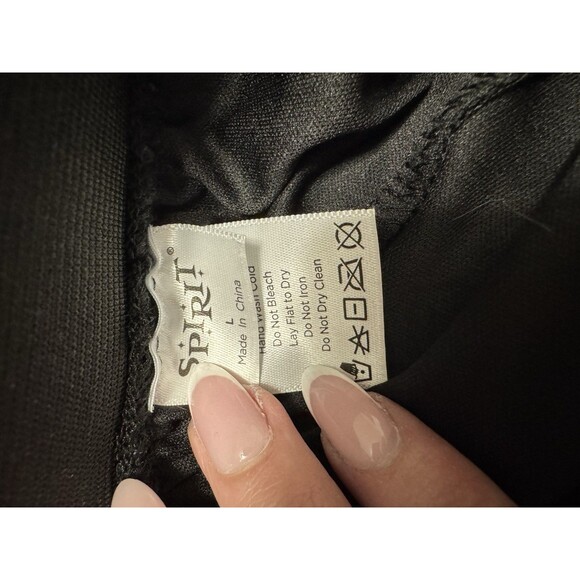 SPIRIT®
L
Made In China
Hand Wash Cold
Do Not Bleach
Lay Flat to Dry
Do Not Iron
Do Not Dry Clean